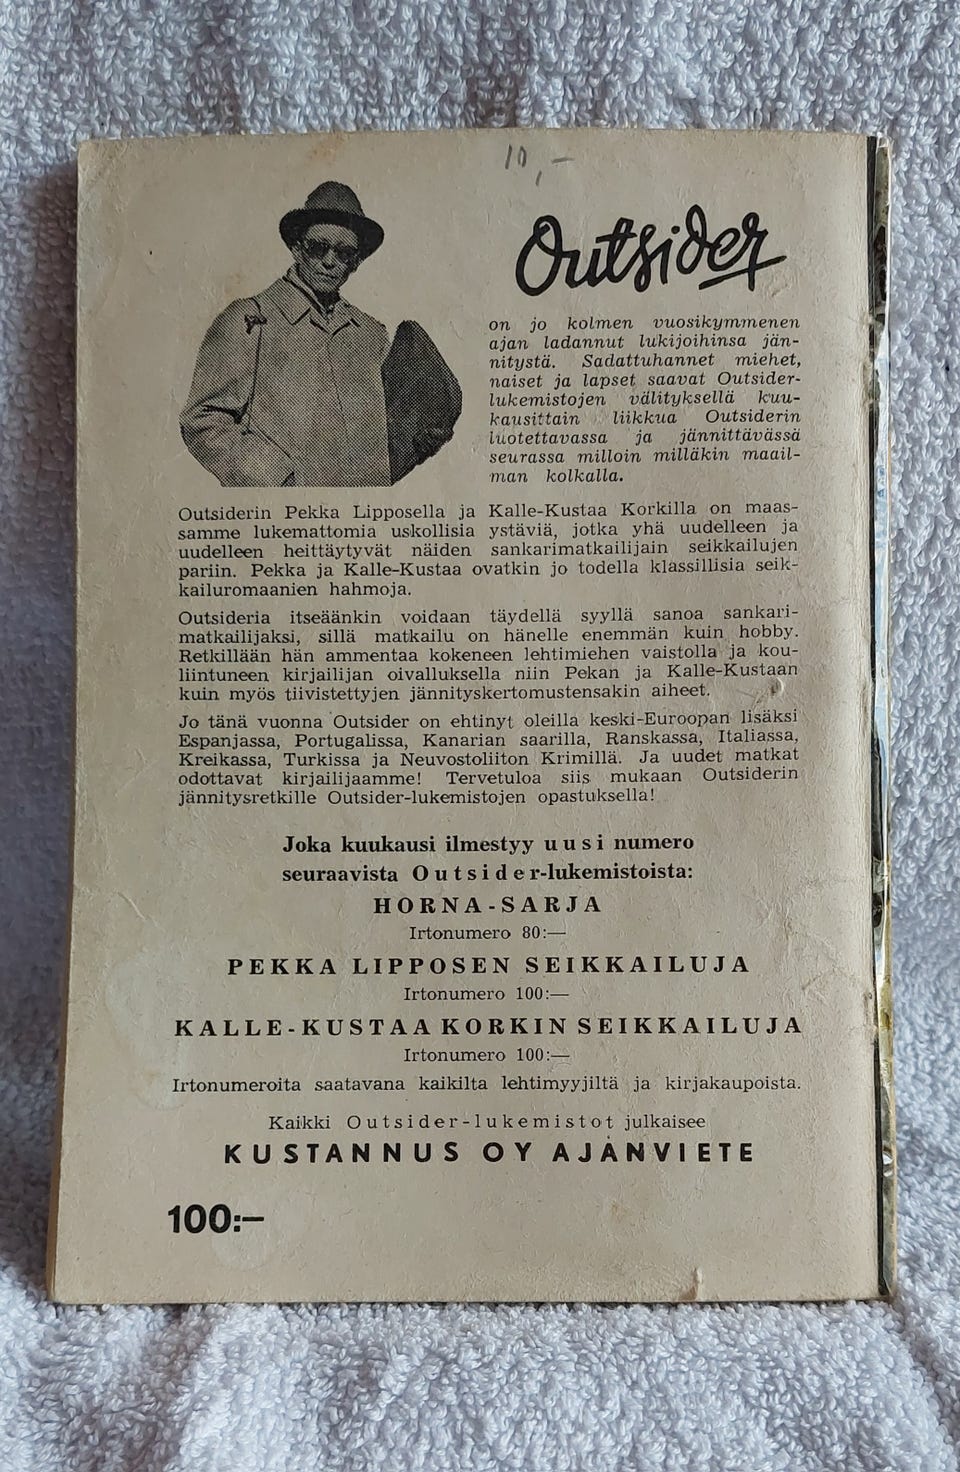 10,-
Outsider
on jo kolmen vuosikymmenen
ajan ladannut lukijoihinsa jän-
nitystä. Sadattuhannet miehet,
naiset ja lapset saavat Outsider-
lukemistojen välityksellä kuu-
kausittain liikkua Outsiderin
luotettavassa ja jännittävässä
seurassa milloin milläkin maail-
man kolkalla.
Outsiderin Pekka Lipposella ja Kalle-Kustaa Korkilla on maas-
samme lukemattomia uskollisia ystäviä, jotka yhä uudelleen ja
uudelleen heittäytyvät näiden sankarimatkailijain seikkailujen
pariin. Pekka ja Kalle-Kustaa ovatkin jo todella klassillisia seik-
kailuromaanien hahmoja.
Outsideria itseäänkin voidaan täydellä syyllä sanoa sankari-
matkailijaksi, sillä matkailu on hänelle enemmän kuin hobby.
Retkillään hän ammentaa kokeneen lehtimiehen vaistolla ja kou-
liintuneen kirjailijan oivalluksella niin Pekan ja Kalle-Kustaan
kuin myös tiivistettyjen jännityskertomustensakin aiheet.
Jo tänä vuonna Outsider on ehtinyt oleilla keski-Euroopan lisäksi
Espanjassa, Portugalissa, Kanarian saarilla, Ranskassa, Italiassa,
Kreikassa, Turkissa ja Neuvostoliiton Krimillä. Ja uudet matkat
odottavat kirjailijaamme! Tervetuloa siis mukaan Outsiderin
jännitysretkille Outsider-lukemistojen opastuksella!
Joka kuukausi ilmestyy uusi numero
seuraavista Outsider-lukemistoista:
HORNA-SARJA
Irtonumero 80:—
PEKKA LIPPOSEN SEIKKAILUJA
Irtonumero 100:—
KALLE-KUSTAA KORKIN SEIKKAILUJA
Irtonumero 100:—
Irtonumeroita saatavana kaikilta lehtimyyjiltä ja kirjakaupoista.
Kaikki Outsider-lukemistot julkaisee
KUSTANNUS OY AJANVIETE
100:—